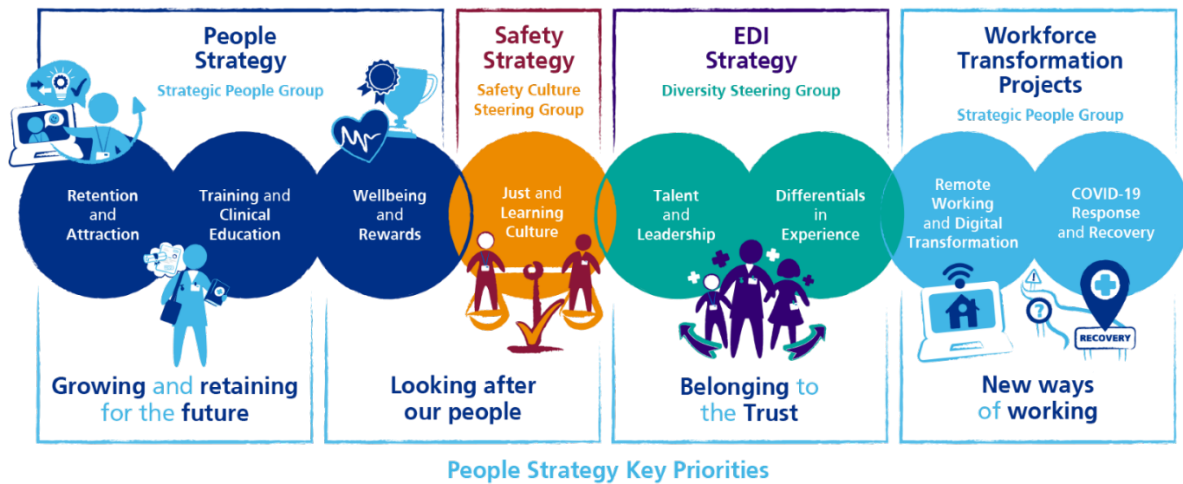 People
Strategy
Strategic People Group
Safety
Strategy
Safety Culture
Steering Group
EDI
Strategy
Diversity Steering Group
Workforce
Transformation
Projects
Strategic People Group
Retention
and
Attraction
Training and
Clinical
Education
Wellbeing
and
Rewards
Just and
Learning
Culture
Talent
and
Leadership
Differentials
in
Experience
Remote
Working
and Digital
Transformation
COVID-19
Response
and Recovery
!
?
RECOVERY
Growing and retaining
for the future
Looking after
our people
Belonging to
the Trust
New ways
of working
People Strategy Key Priorities